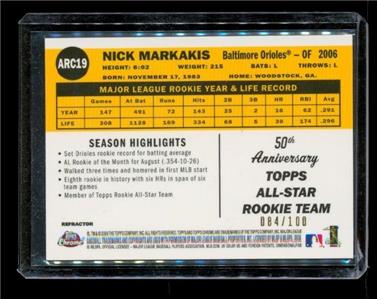 ARC19
NICK MARKAKIS Baltimore Orioles® - OF 2006
HEIGHT: 6:02 WEIGHT: 215 BATS: L THROWS: L
BORN: NOVEMBER 17, 1983 HOME: WOODSTOCK, GA.
MAJOR LEAGUE ROOKIE YEAR & LIFE RECORD
Games At Bat Runs Hits 2B 3B HR RBI Avg.
YEAR 147 491 72 143 25 2 16 62 .291
LIFE 308 1128 169 334 68 5 39 174 .296
SEASON HIGHLIGHTS
• Set Orioles rookie record for batting average
• AL Rookie of the Month for August (.354-10-26)
• Walked three times and homered in first MLB start
• Eighth rookie in history with six HRs in span of six
team games
• Member of Topps Rookie All-Star Team
50th
Anniversary
TOPPS
ALL-STAR
ROOKIE TEAM
084/100
REFRACTOR
Topps
Chrome